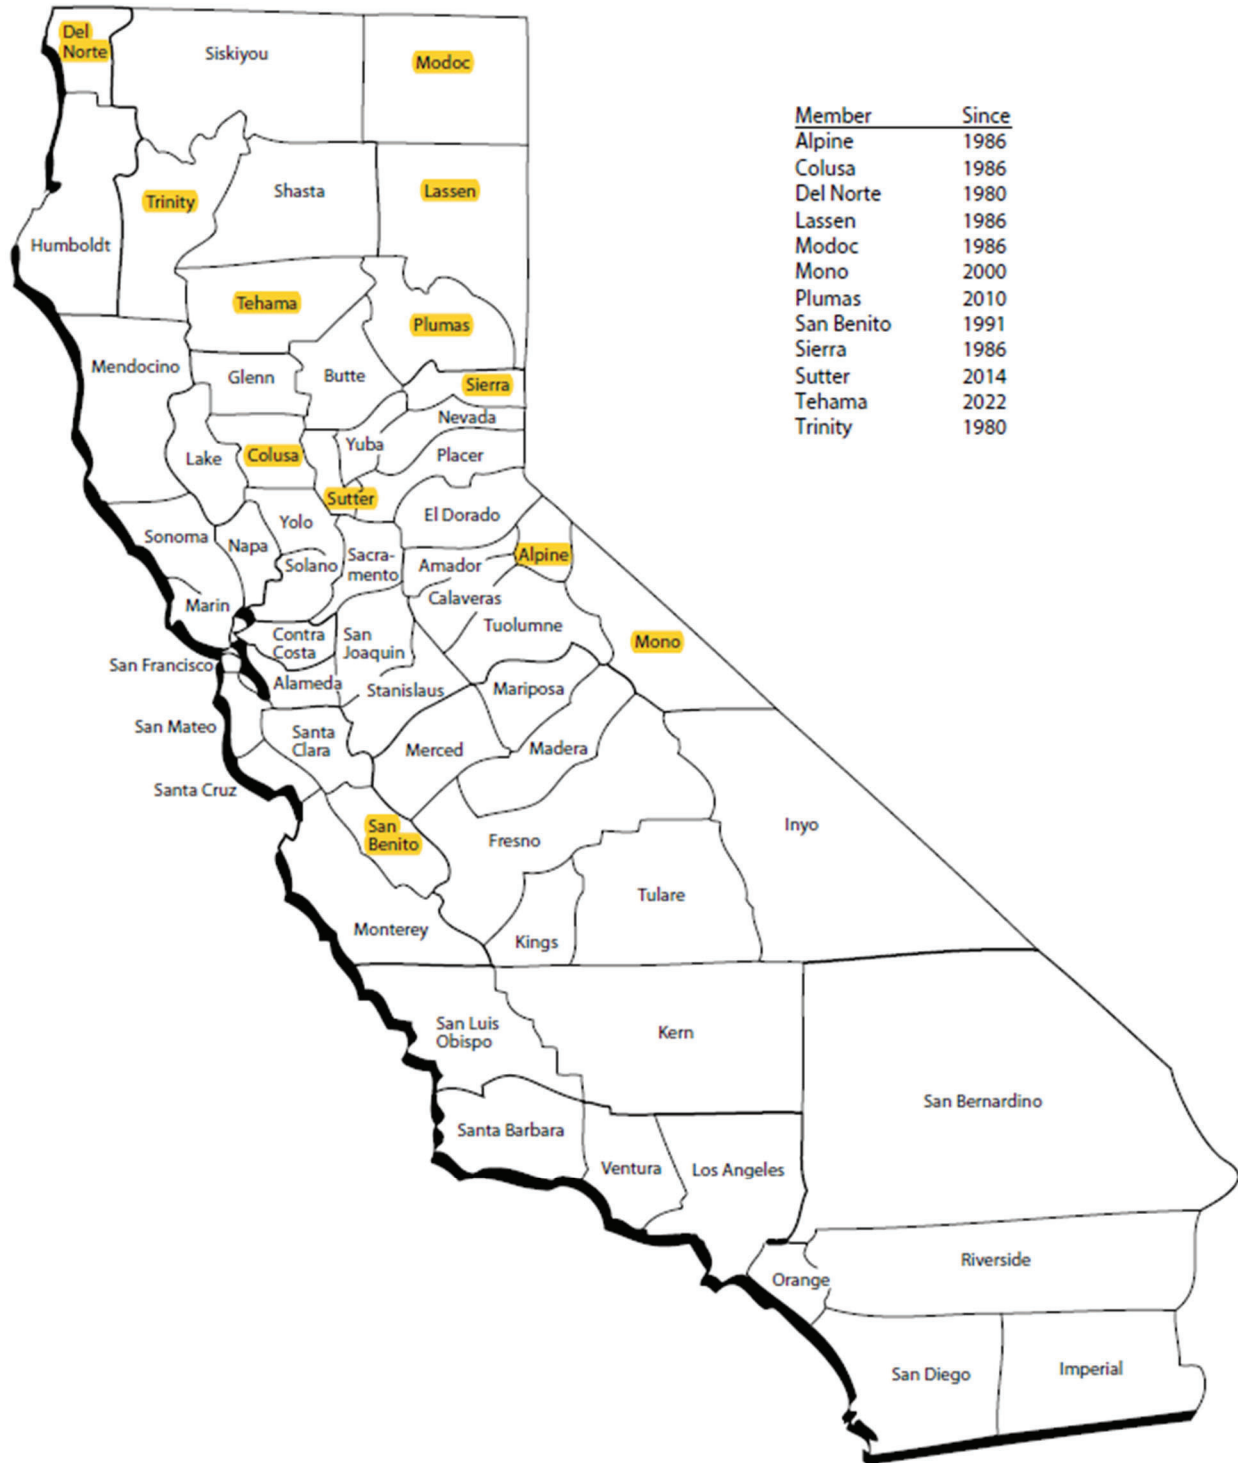 Del
Norte
Siskiyou
Modoc
Member Since
Alpine 1986
Colusa 1986
Del Norte 1980
Lassen 1986
Modoc 1986
Mono 2000
Plumas 2010
San Benito 1991
Sierra 1986
Sutter 2014
Tehama 2022
Trinity 1980
Trinity
Shasta
Lassen
Humboldt
Tehama
Plumas
Mendocino
Glenn
Butte
Sierra
Nevada
Yuba
Lake
Colusa
Placer
Sutter
El Dorado
Yolo
Sonoma
Napa
Solano
Sacra-
mento
Amador
Alpine
Calaveras
Marin
Tuolumne
Contra
Costa
San
Joaquin
Mono
San Francisco
Alameda
Stanislaus
Mariposa
San Mateo
Santa
Clara
Merced
Madera
Santa Cruz
San
Benito
Fresno
Inyo
Tulare
Monterey
Kings
San Luis
Obispo
Kern
San Bernardino
Santa Barbara
Ventura
Los Angeles
Riverside
Orange
San Diego
Imperial